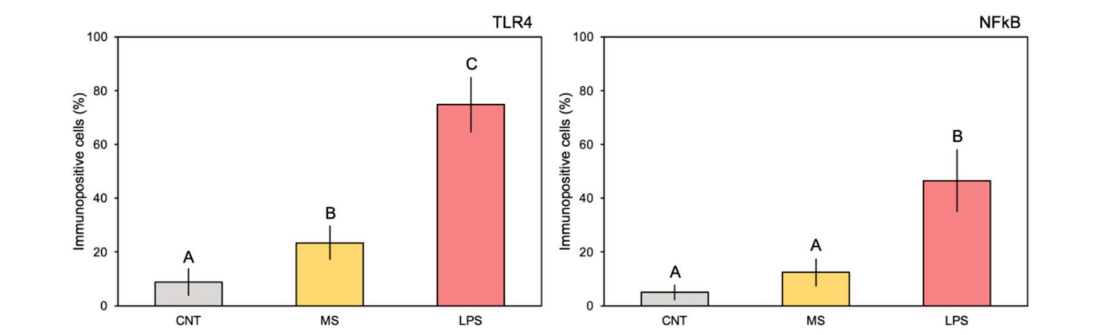 TLR4
100
80
60
40
20
0
Immunopositive cells (%)
A
B
C
CNT
MS
LPS
NFkB
100
80
60
40
20
0
Immunopositive cells (%)
A
A
B
CNT
MS
LPS